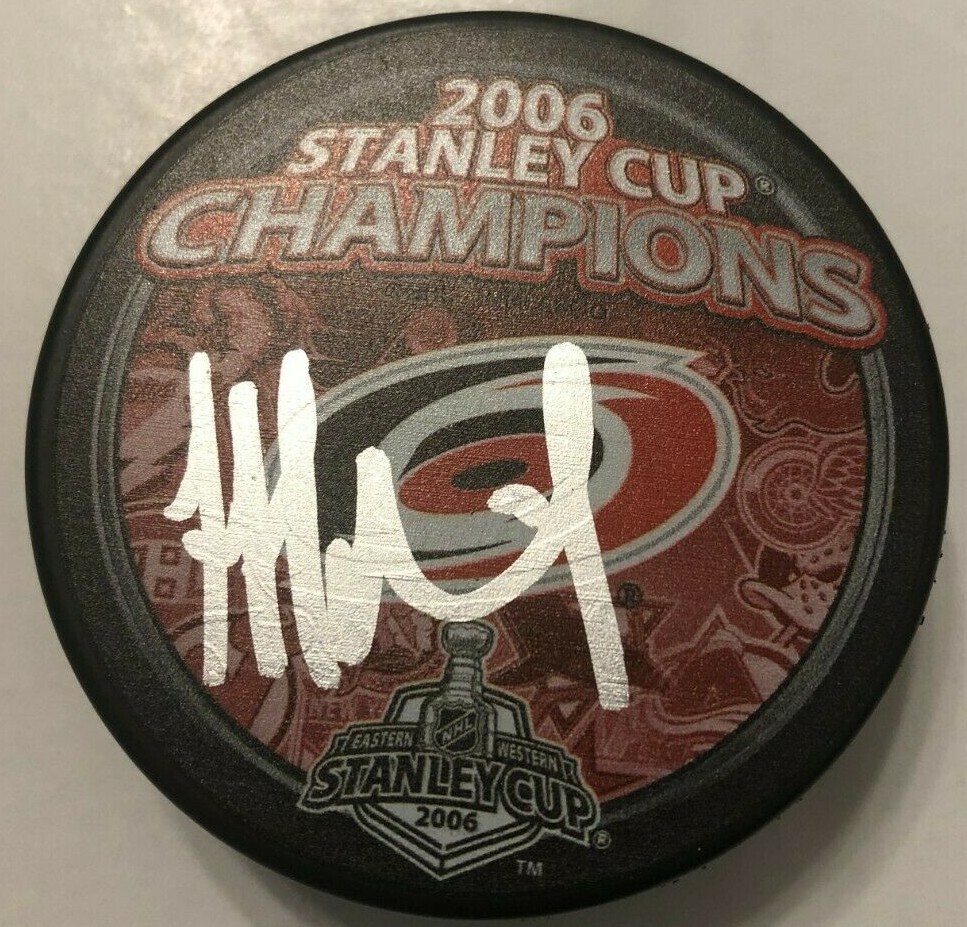 2006
STANLEY CUP®
CHAMPIONS
®
EASTERN NHL WESTERN
STANLEY CUP®
2006
TM